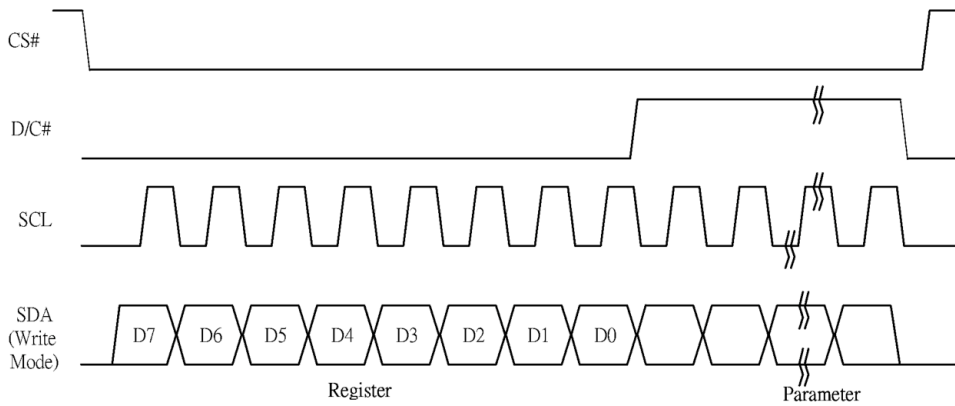 CS#
D/C#
SCL
SDA
(Write
Mode)
D7 D6 D5 D4 D3 D2 D1 D0
Register Parameter